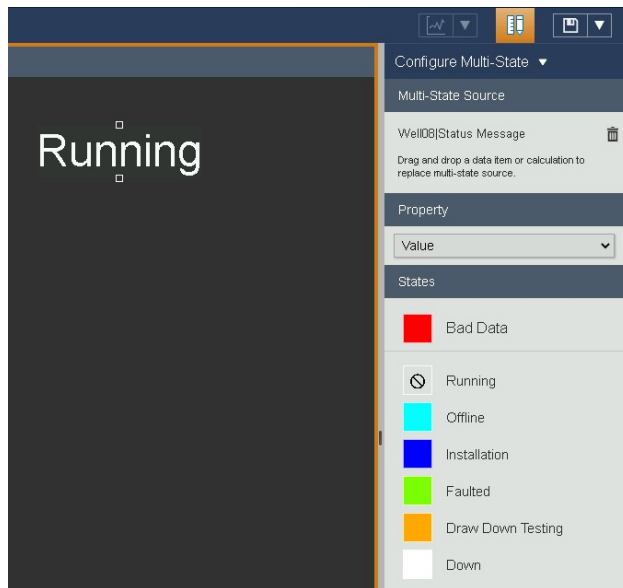 Configure Multi-State
Multi-State Source
Running
Well08|Status Message
Drag and drop a data item or calculation to
replace multi-state source.
Property
Value
States
Bad Data
Running
Offline
Installation
Faulted
Draw Down Testing
Down